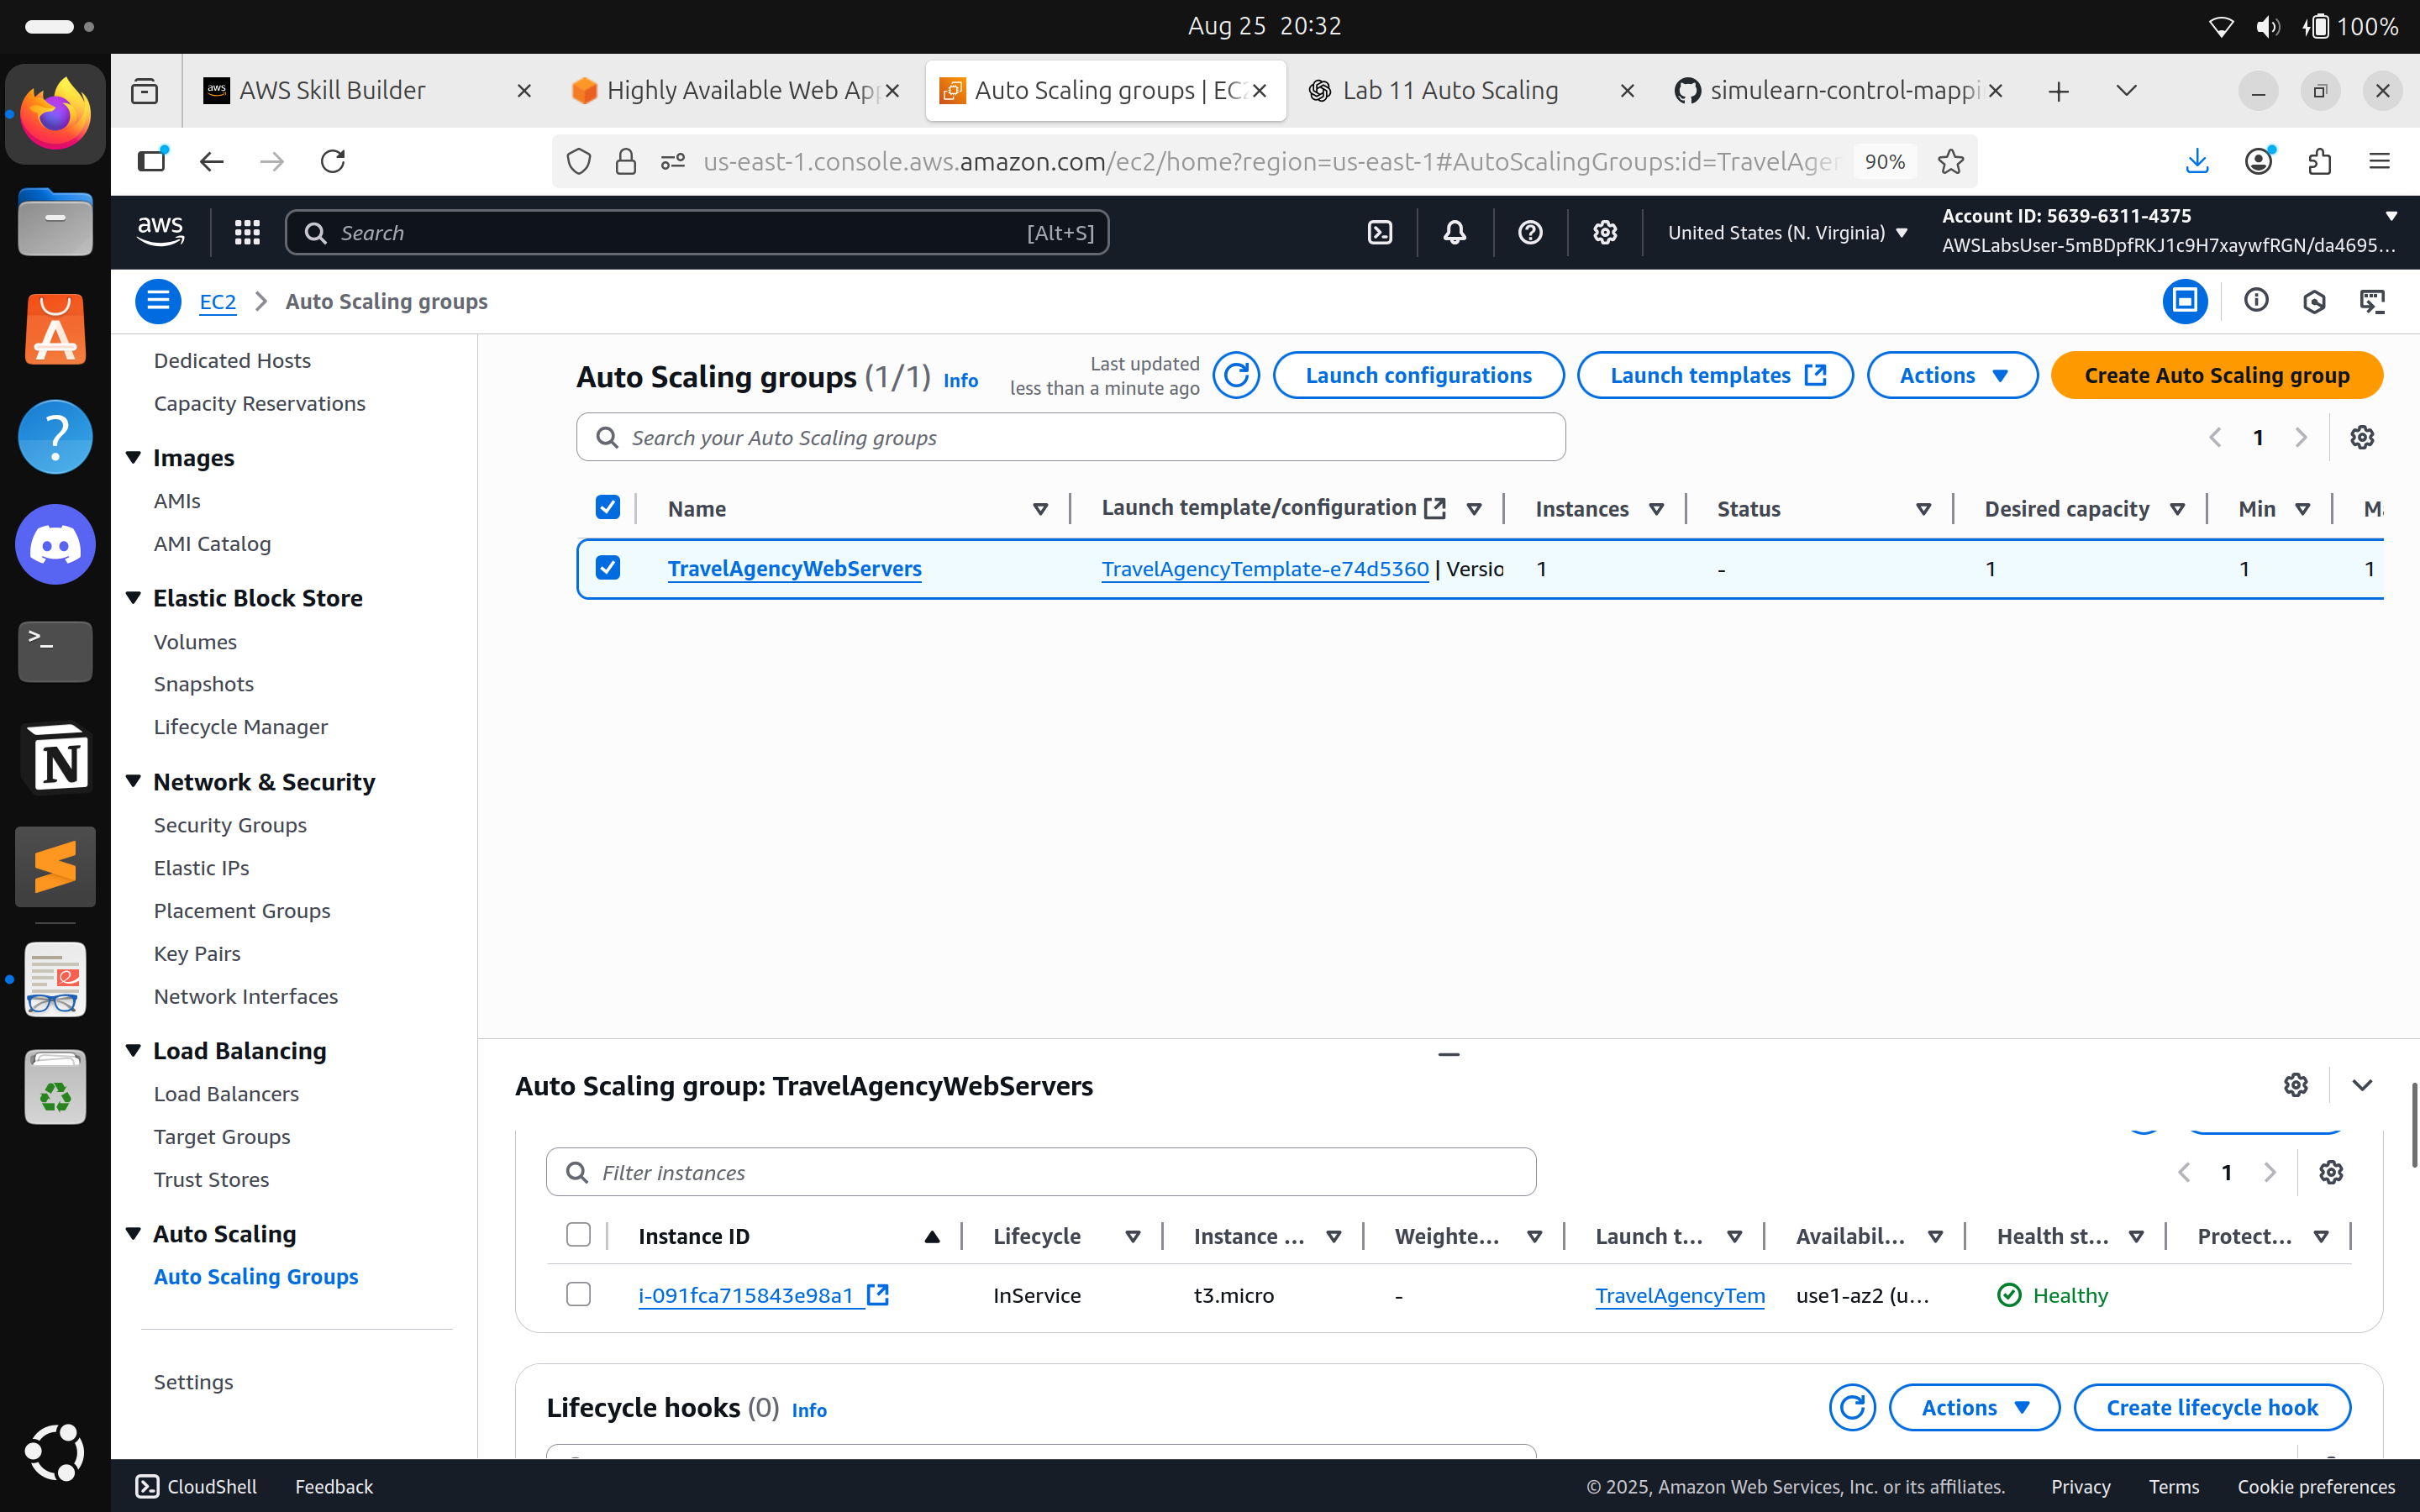 Aug 25 20:32
100%
AWS Skill Builder
Highly Available Web App
Auto Scaling groups | EC2
Lab 11 Auto Scaling
simulearn-control-mappi
us-east-1.console.aws.amazon.com/ec2/home?region=us-east-1#AutoScalingGroups:id=TravelAger
90%
aws
Search
[Alt+S]
United States (N. Virginia)
Account ID: 5639-6311-4375
AWSLabsUser-5mBDpfRKJ1c9H7xaywfRGN/da4695...
EC2
Auto Scaling groups
Dedicated Hosts
Capacity Reservations
Images
AMIs
AMI Catalog
Elastic Block Store
Volumes
Snapshots
Lifecycle Manager
Network & Security
Security Groups
Elastic IPs
Placement Groups
Key Pairs
Network Interfaces
Load Balancing
Load Balancers
Target Groups
Trust Stores
Auto Scaling
Auto Scaling Groups
Settings
Auto Scaling groups (1/1) Info
Last updated
less than a minute ago
Launch configurations
Launch templates
Actions
Create Auto Scaling group
Search your Auto Scaling groups
1
Name Launch template/configuration Instances Status Desired capacity Min
TravelAgencyWebServers TravelAgencyTemplate-e74d5360 | Versio 1 - 1 1 1
Auto Scaling group: TravelAgencyWebServers
Filter instances
1
Instance ID Lifecycle Instance ... Weighte... Launch t... Availabil... Health st... Protect...
i-091fca715843e98a1 InService t3.micro - TravelAgencyTem use1-az2 (u... Healthy
Lifecycle hooks (0) Info
Actions
Create lifecycle hook
CloudShell Feedback
© 2025, Amazon Web Services, Inc. or its affiliates. Privacy Terms Cookie preferences